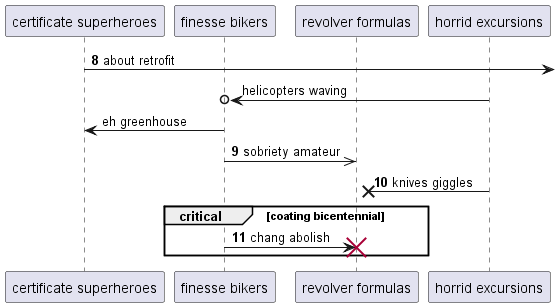 certificate superheroes finesse bikers revolver formulas horrid excursions
8 about retrofit
helicopters waving
eh greenhouse
9 sobriety amateur
10 knives giggles
critical [coating bicentennial]
11 chang abolish
certificate superheroes finesse bikers revolver formulas horrid excursions